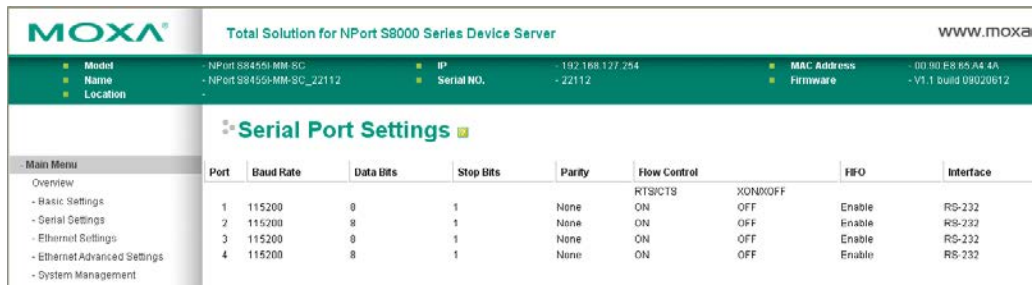 MOXA® Total Solution for NPort S8000 Series Device Server www.moxa
Model - NPort S8455I-MM-SC IP - 192.168.127.254 MAC Address - 00:90:E8:65:A4:4A
Name - NPort S8455I-MM-SC_22112 Serial NO. - 22112 Firmware - V1.1 build 09020612
Location -
Serial Port Settings
- Main Menu
Overview
- Basic Settings
- Serial Settings
- Ethernet Settings
- Ethernet Advanced Settings
- System Management
Port Baud Rate Data Bits Stop Bits Parity Flow Control FIFO Interface
RTS/CTS XON/XOFF
1 115200 8 1 None ON OFF Enable RS-232
2 115200 8 1 None ON OFF Enable RS-232
3 115200 8 1 None ON OFF Enable RS-232
4 115200 8 1 None ON OFF Enable RS-232